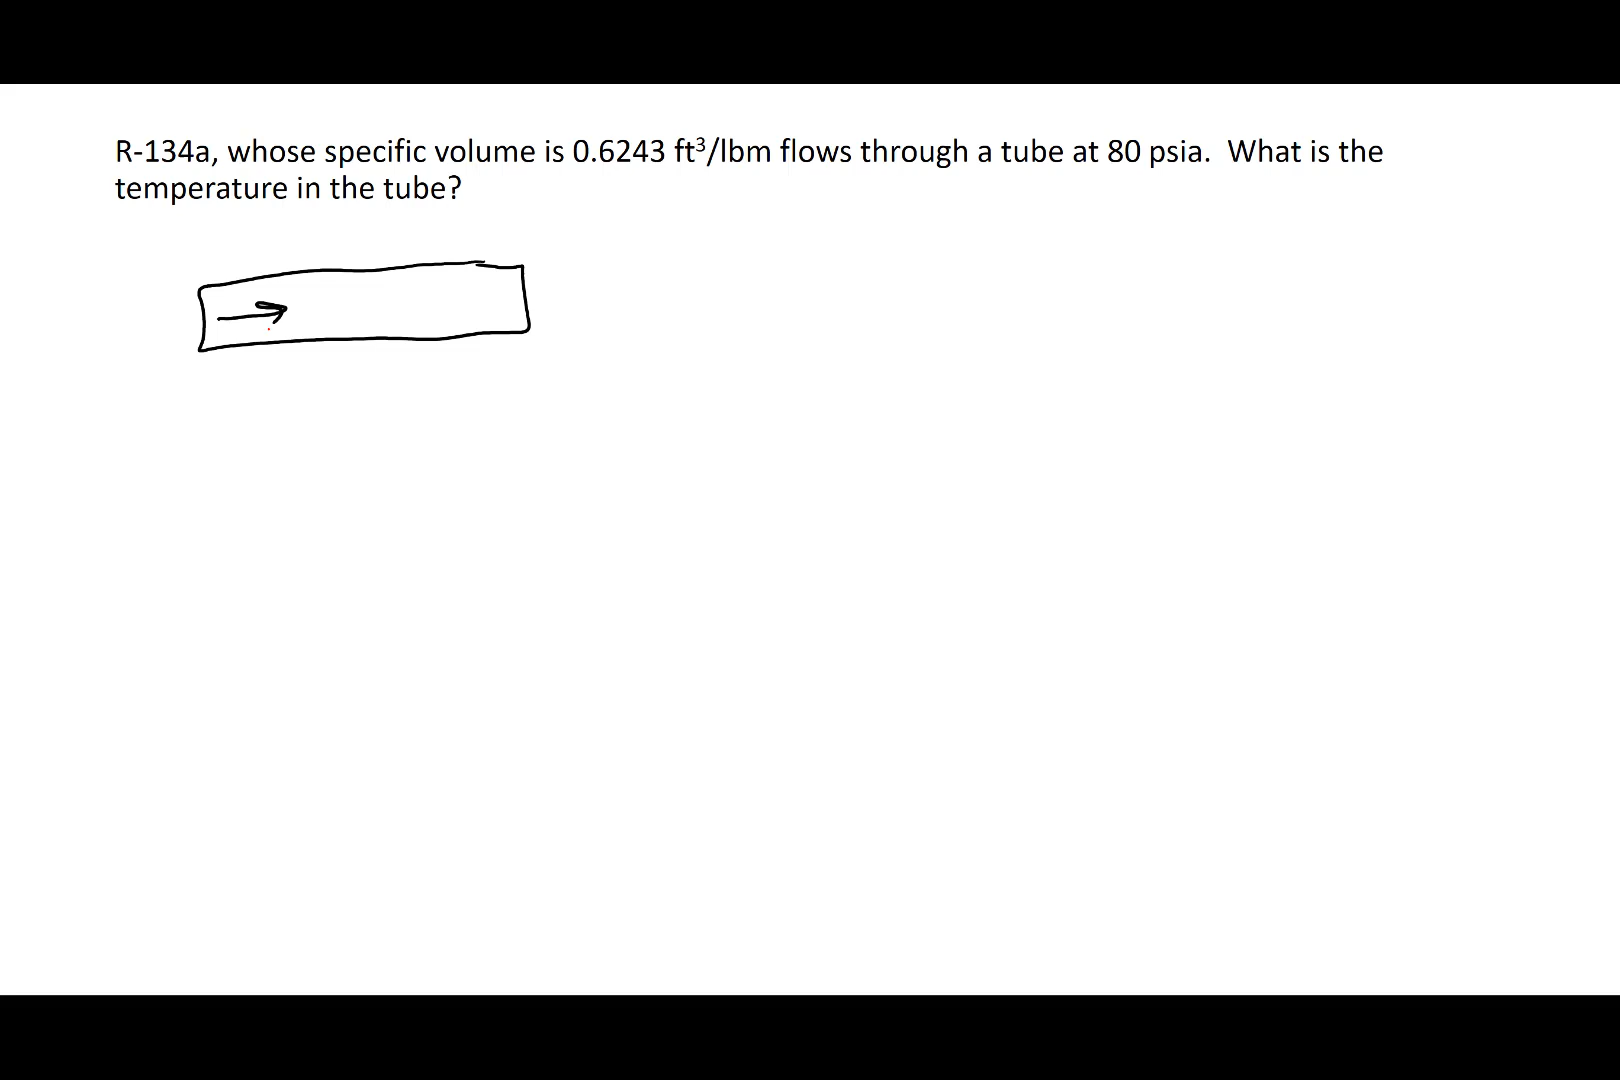 R-134a, whose specific volume is 0.6243 ft³/lbm flows through a tube at 80 psia.  What is the
temperature in the tube?